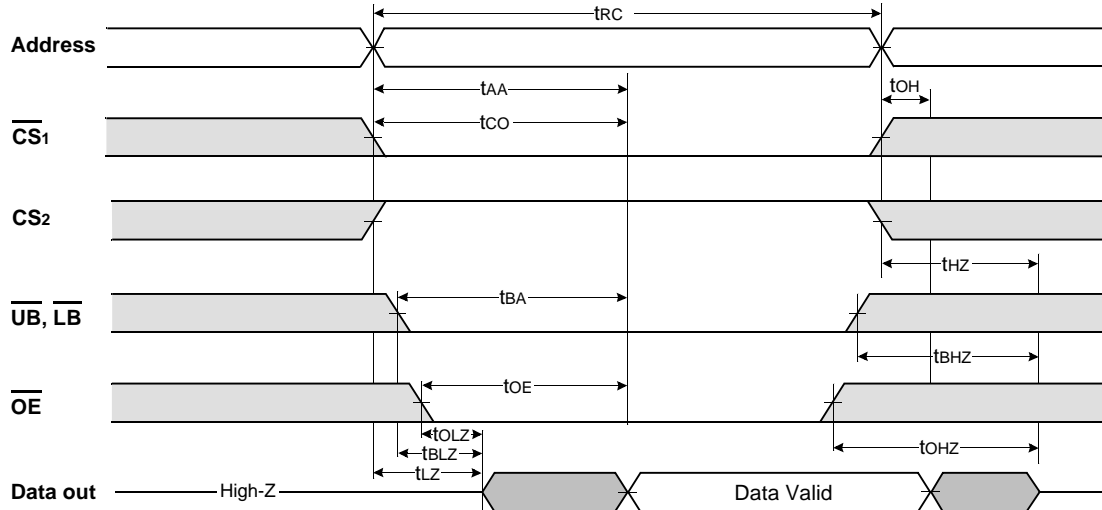 tRC
Address
tAA
tOH
tCO
CS1
CS2
tHZ
tBA
UB, LB
tBHZ
tOE
OE
tOLZ
tOHZ
tBLZ
tLZ
Data out High-Z Data Valid